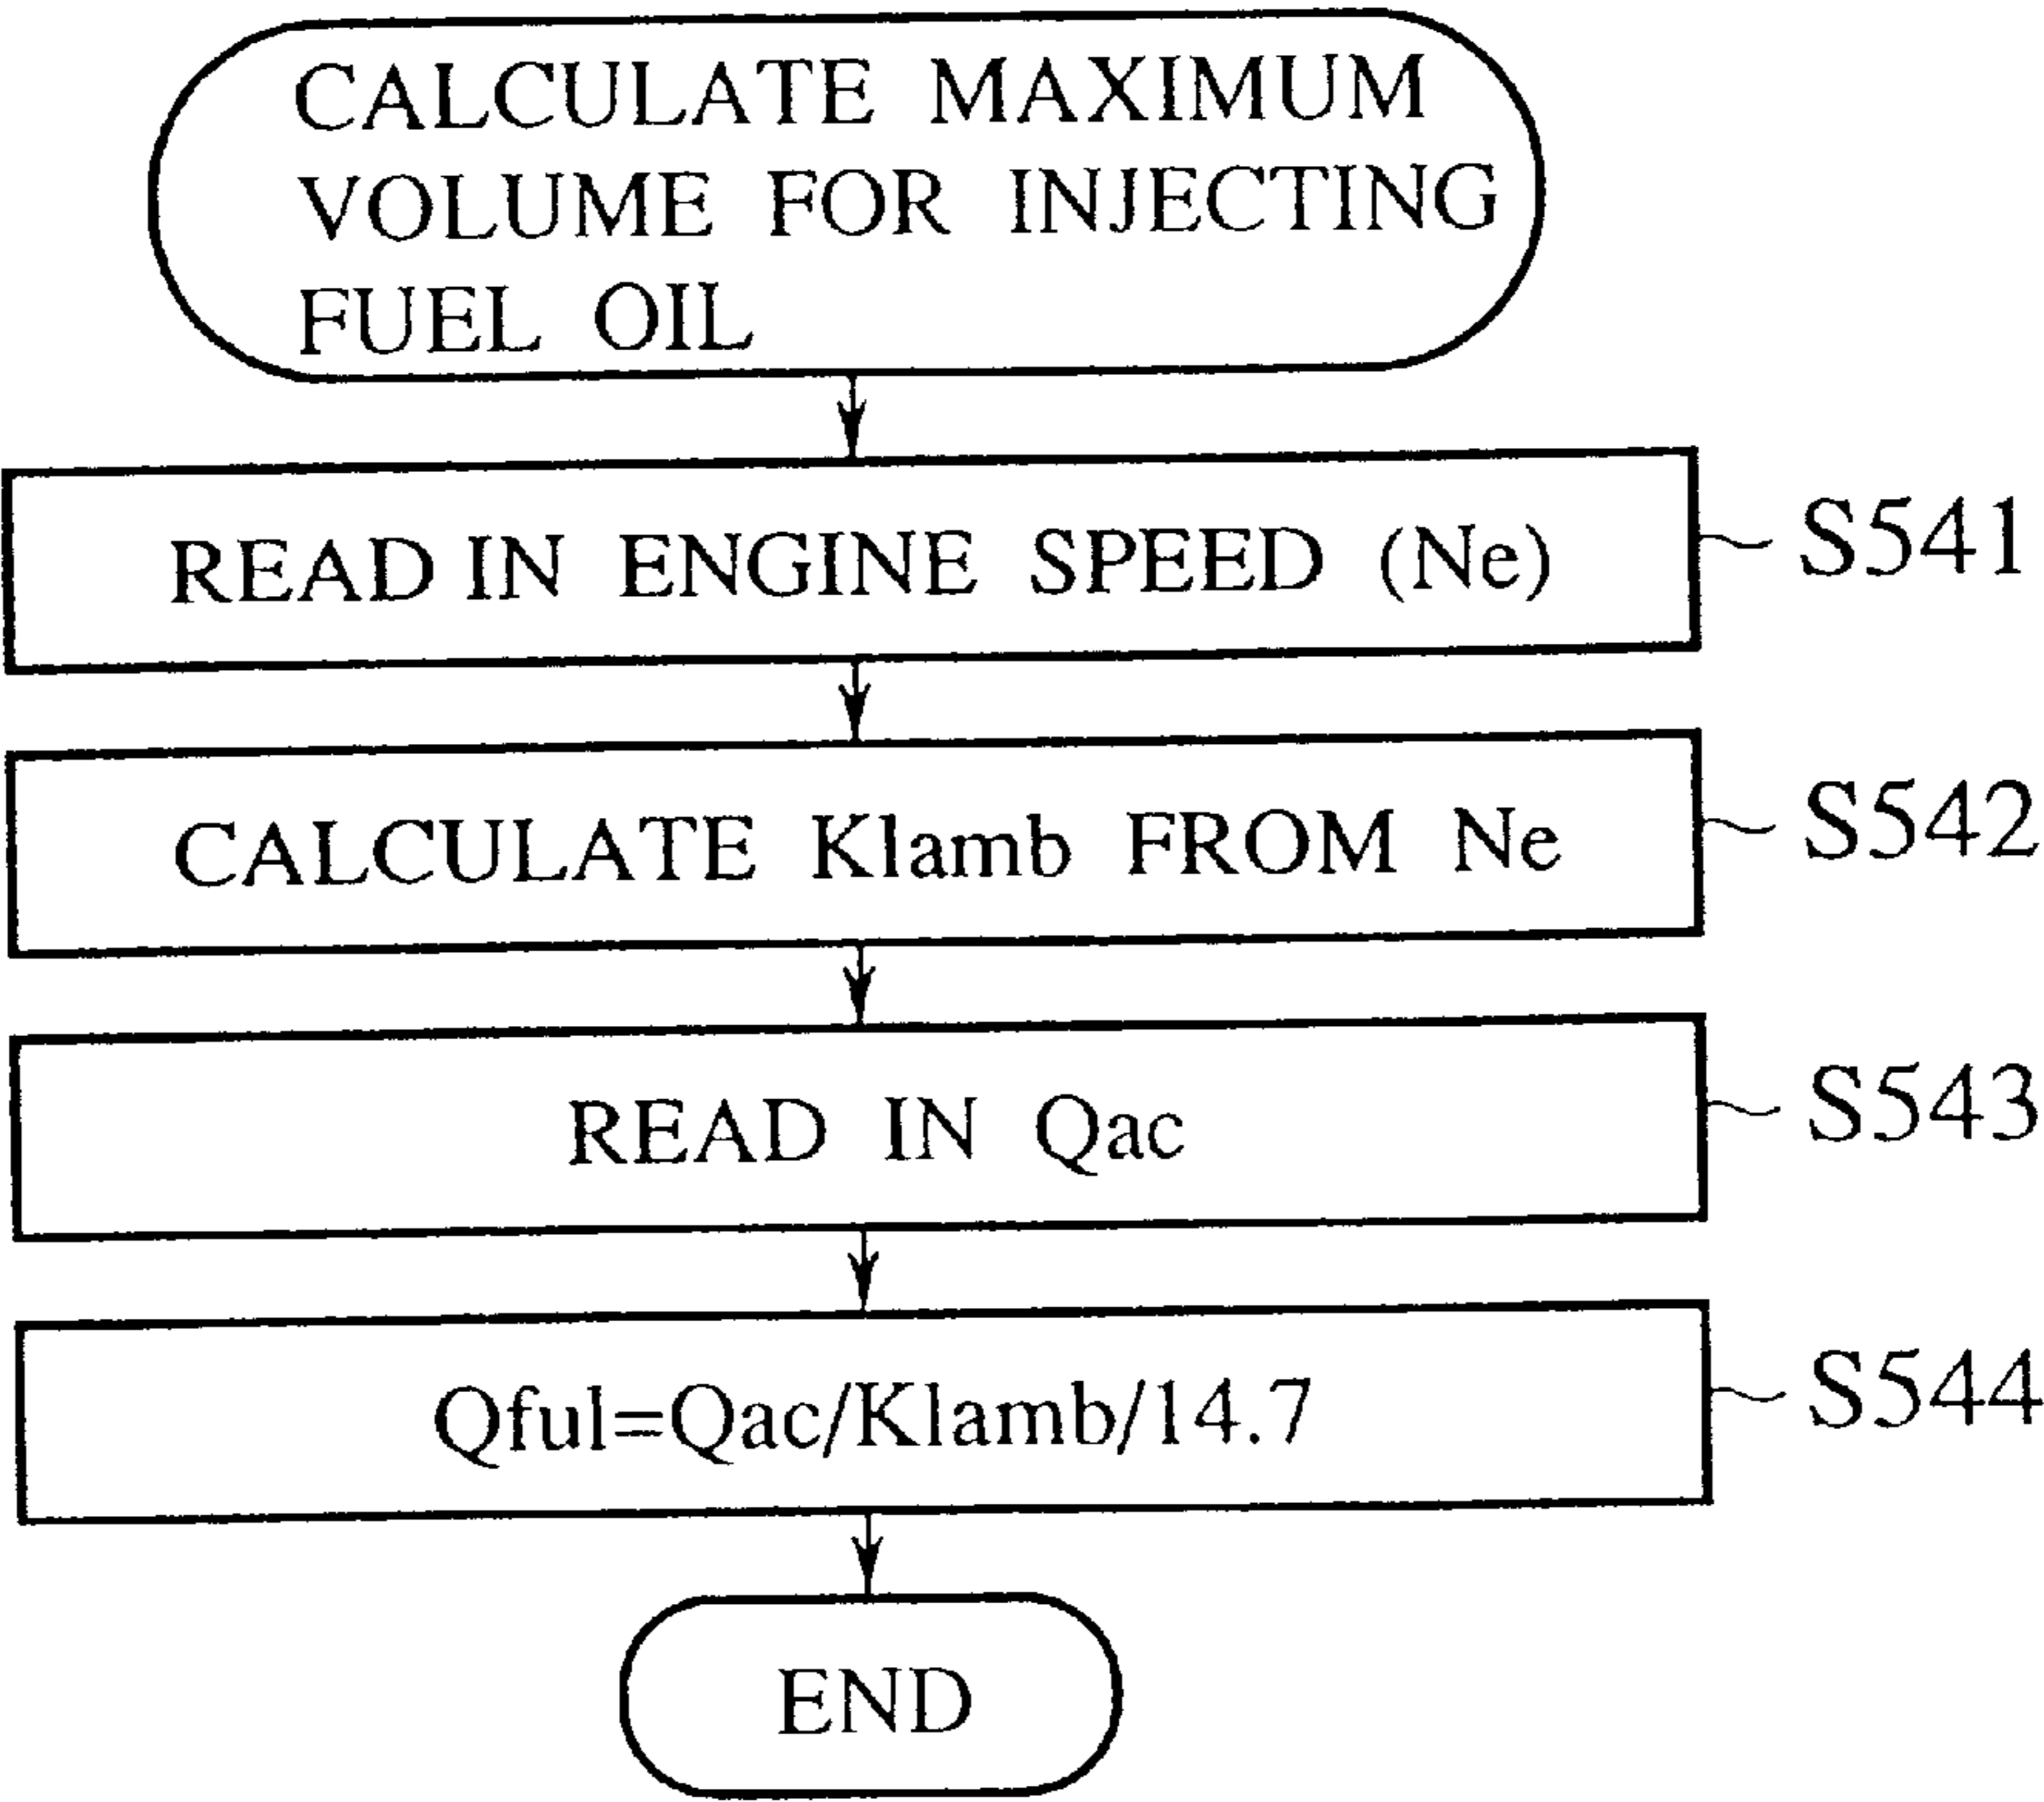 CALCULATE MAXIMUM
VOLUME FOR INJECTING
FUEL OIL
READ IN ENGINE SPEED (Ne)
S541
CALCULATE Klamb FROM Ne
S542
READ IN Qac
S543
Qful=Qac/Klamb/14.7
S544
END